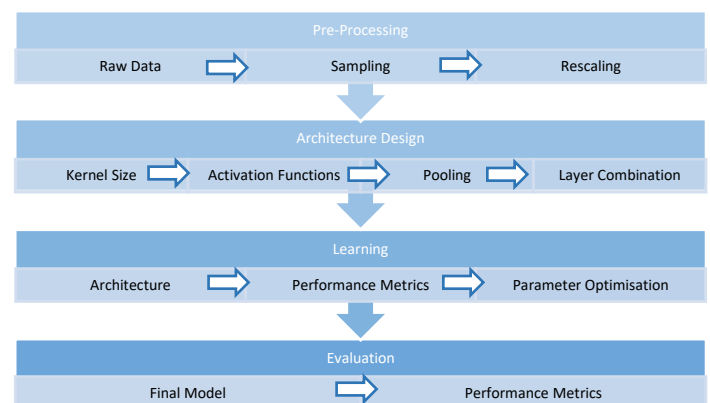 Pre-Processing
Raw Data Sampling Rescaling
Architecture Design
Kernel Size Activation Functions Pooling Layer Combination
Learning
Architecture Performance Metrics Parameter Optimisation
Evaluation
Final Model Performance Metrics